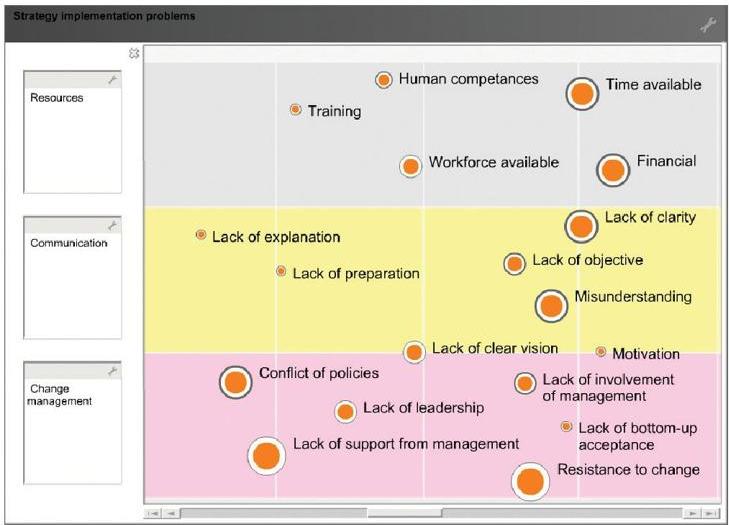 Strategy implementation problems
Resources
Human competances
Time available
Training
Workforce available
Financial
Communication
Lack of clarity
Lack of explanation
Lack of objective
Lack of preparation
Misunderstanding
Lack of clear vision
Motivation
Change
management
Conflict of policies
Lack of involvement
of management
Lack of leadership
Lack of bottom-up
acceptance
Lack of support from management
Resistance to change